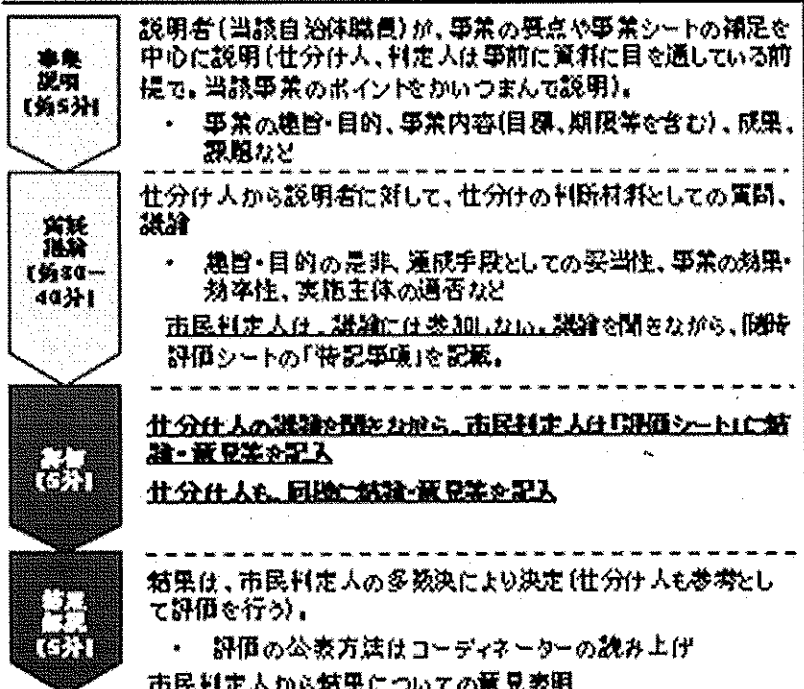 事業
説明
【約5分】
説明者(当該自治体職員)が、事業の要点や事業シートの補足を
中心に説明(仕分け人、判定人は事前に資料に目を通している前
提で。当該事業のポイントをかいつまんで説明)。
・ 事業の趣旨・目的、事業内容(目標、期限等を含む)、成果、
課題など
質疑
議論
【約30−
40分】
仕分け人から説明者に対して、仕分けの判断材料としての質問、
議論
・ 趣旨・目的の是非、達成手段としての妥当性、事業の効果・
効率性、実施主体の適否など
市民判定人は、議論には参加しない。議論を聞きながら、随時
評価シートの「特記事項」を記載。
【5分】
仕分け人の議論を聞きながら、市民判定人は「評価シート」に結
論・意見等を記入
仕分け人も、同様に結論・意見等を記入
【5分】
結果は、市民判定人の多数決により決定(仕分け人も参考とし
て評価を行う)。
・ 評価の公表方法はコーディネーターの読み上げ
市民判定人から結果についての意見表明